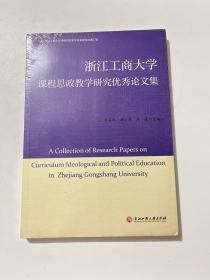 浙江工商大学
课程思政教学研究优秀论文集
A Collection of Research Papers on
Curriculum Ideological and Political Education
in Zhejiang Gongshang University
浙江工商大学出版社